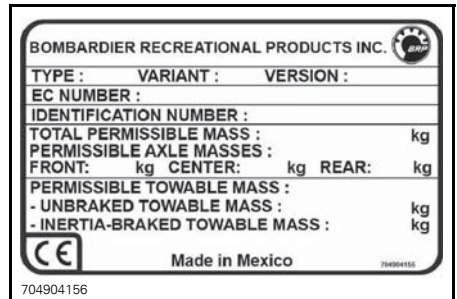 BOMBARDIER RECREATIONAL PRODUCTS INC. BRP
TYPE : VARIANT : VERSION :
EC NUMBER :
IDENTIFICATION NUMBER :
TOTAL PERMISSIBLE MASS : kg
PERMISSIBLE AXLE MASSES :
FRONT: kg CENTER: kg REAR: kg
PERMISSIBLE TOWABLE MASS :
- UNBRAKED TOWABLE MASS : kg
- INERTIA-BRAKED TOWABLE MASS : kg
CE Made in Mexico 704904156
704904156